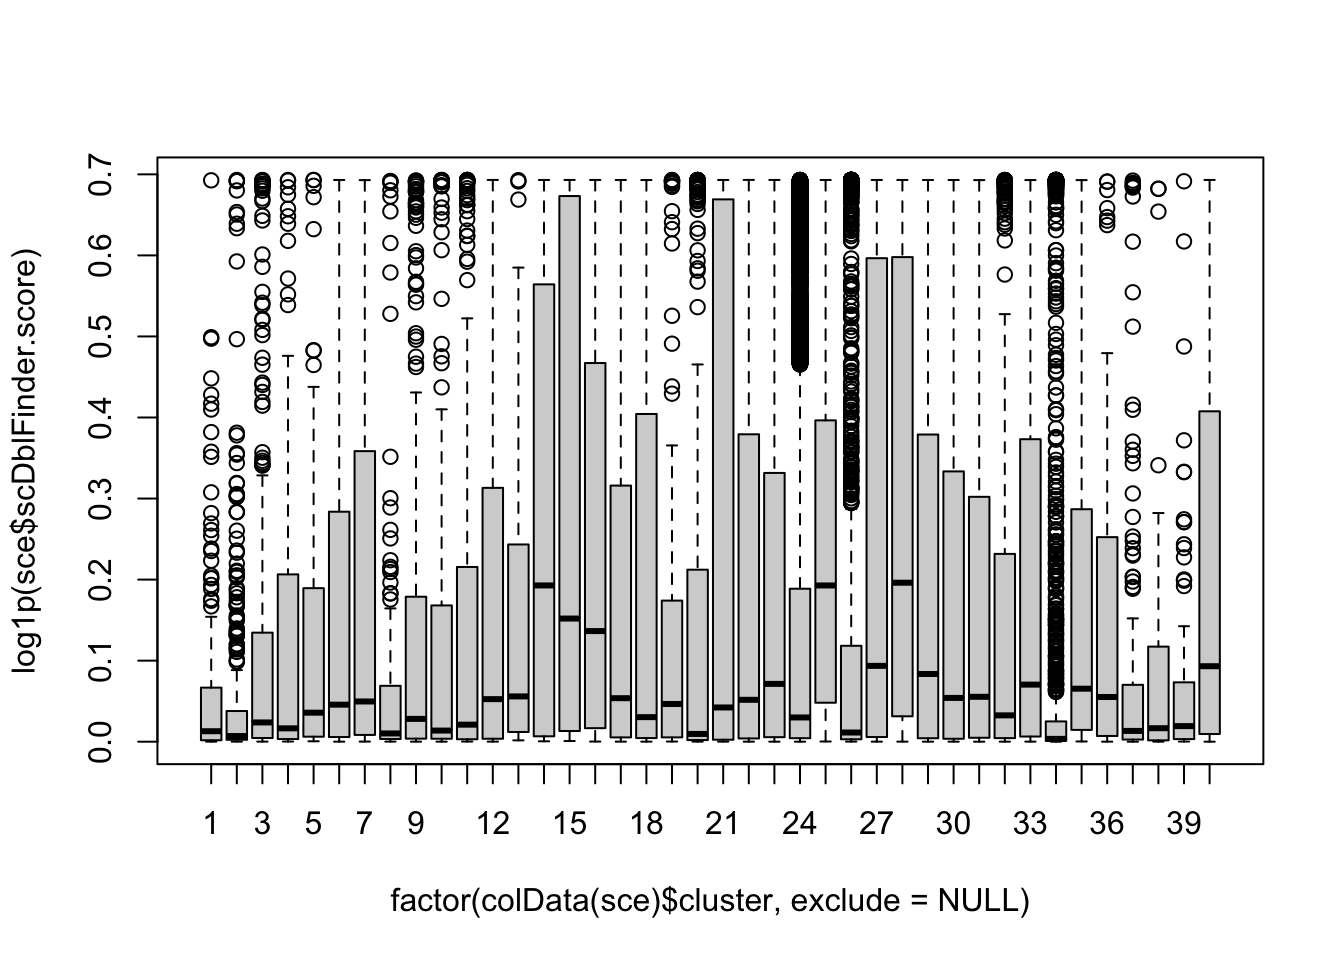 log1p(sce$scDblFinder.score)
0.7
0.6
0.5
0.4
0.3
0.2
0.1
0.0
1 3 5 7 9 12 15 18 21 24 27 30 33 36 39
factor(colData(sce)$cluster, exclude = NULL)